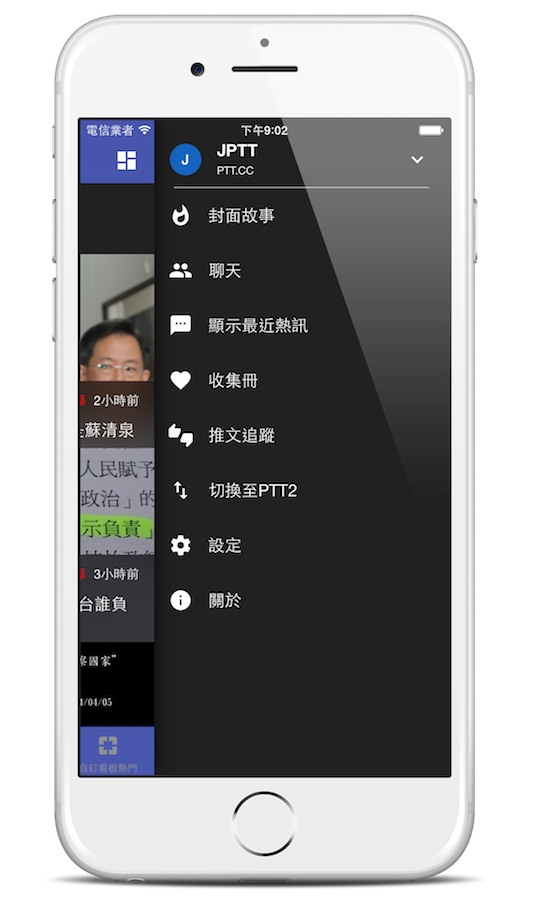 電信業者
下午9:02
J
JPTT
PTT.CC
封面故事
聊天
顯示最近熱訊
收集冊
推文追蹤
切換至PTT2
設定
關於
2小時前
蘇清泉
人民賦予
政治」的
示負責」
3小時前
台誰負
國家”
/04/05
自訂看板熱門